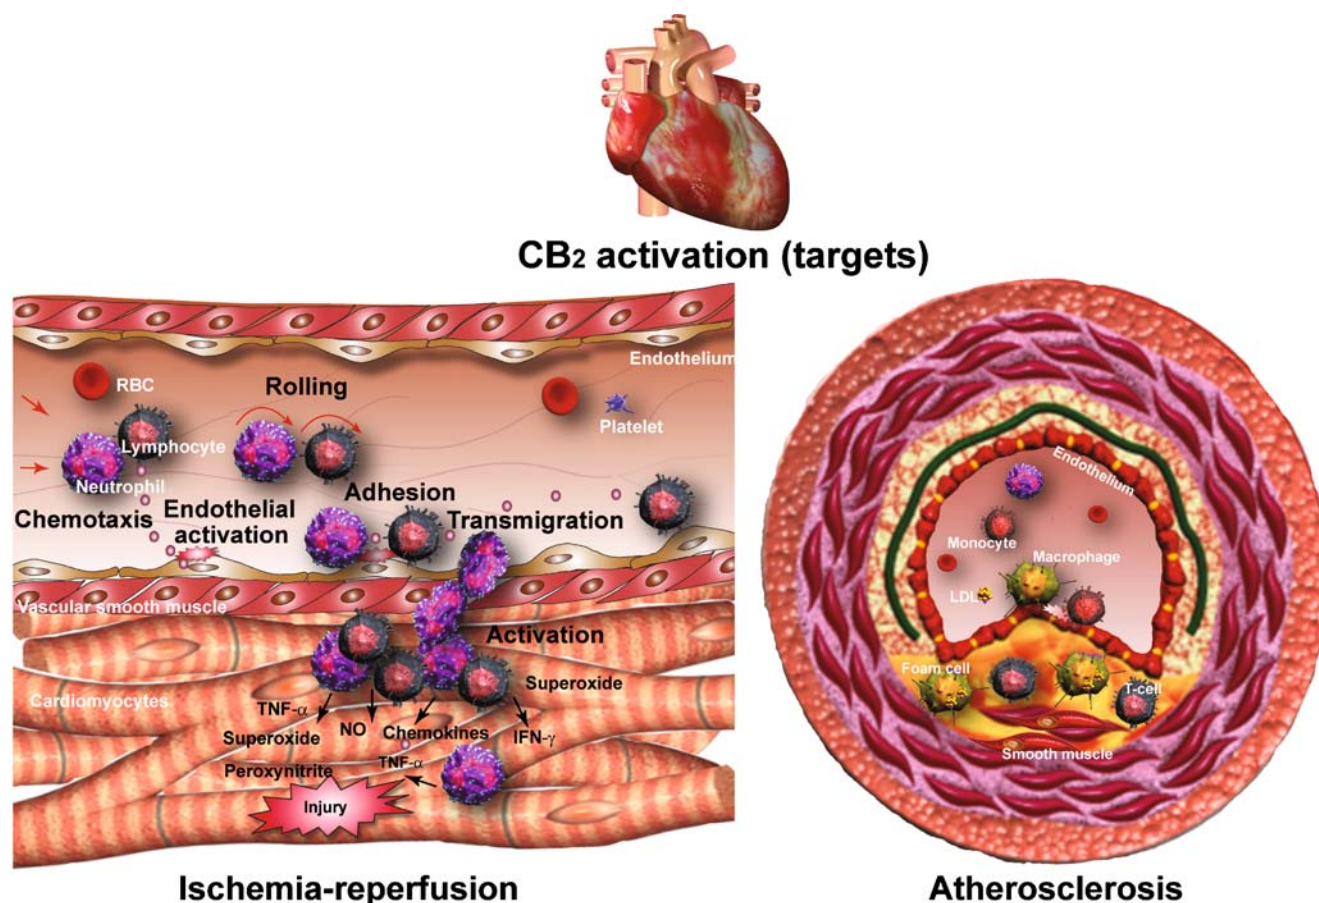 CB₂ activation (targets)
Endothelium
RBC
Rolling
Platelet
Lymphocyte
Neutrophil
Chemotaxis
Endothelial
activation
Adhesion
Transmigration
Vascular smooth muscle
Activation
Cardiomyocytes
Superoxide
TNF-α
NO
Chemokines
IFN-γ
Superoxide
Peroxynitrite
TNF-α
Injury
Ischemia-reperfusion
Endothelium
Monocyte
Macrophage
LDL
Foam cell
T-cell
Smooth muscle
Atherosclerosis